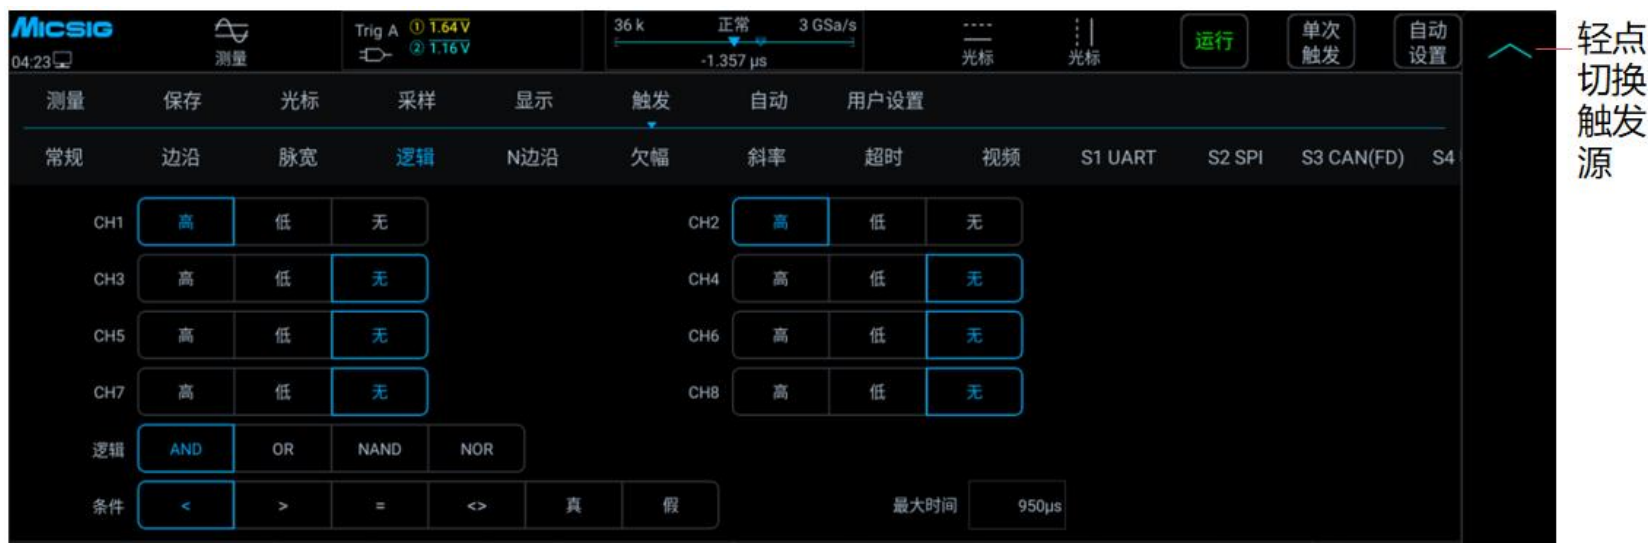 MICSIG
04:23
测量
Trig A ① 1.64 V
② 1.16 V
36 k 正常 3 GSa/s
-1.357 μs
光标
光标
运行
单次
触发
自动
设置
轻点
切换
触发
源
测量 保存 光标 采样 显示 触发 自动 用户设置
常规 边沿 脉宽 逻辑 N边沿 欠幅 斜率 超时 视频 S1 UART S2 SPI S3 CAN(FD) S4
CH1 高 低 无 CH2 高 低 无
CH3 高 低 无 CH4 高 低 无
CH5 高 低 无 CH6 高 低 无
CH7 高 低 无 CH8 高 低 无
逻辑 AND OR NAND NOR
条件 < > = <> 真 假 最大时间 950μs